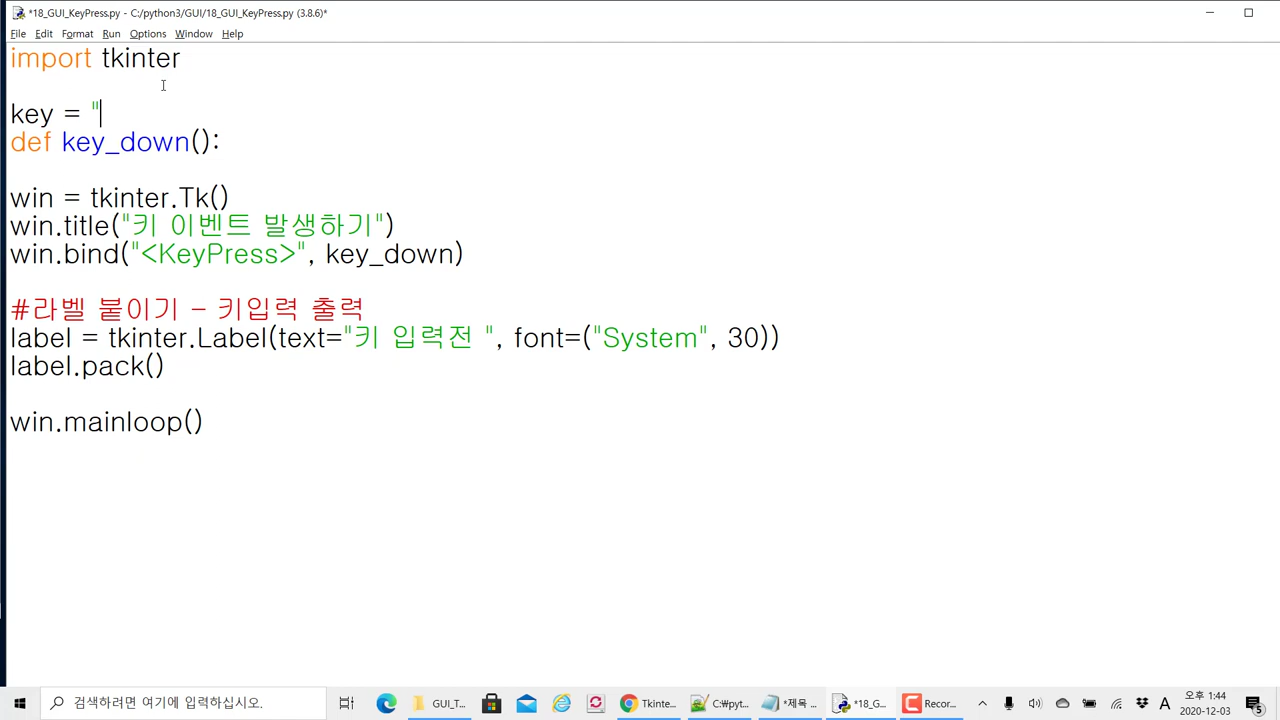 *18_GUI_KeyPress.py - C:/python3/GUI/18_GUI_KeyPress.py (3.8.6)*
File Edit Format Run Options Window Help
import tkinter
key = "
def key_down():
win = tkinter.Tk()
win.title("키 이벤트 발생하기")
win.bind("<KeyPress>", key_down)
#라벨 붙이기 - 키입력 출력
label = tkinter.Label(text="키 입력전 ", font=("System", 30))
label.pack()
win.mainloop()
검색하려면 여기에 입력하십시오.
GUI_T...
Tkinte...
C:₩pyt...
*제목 ...
*18_G...
Recor...
A
오후 1:44
2020-12-03
5